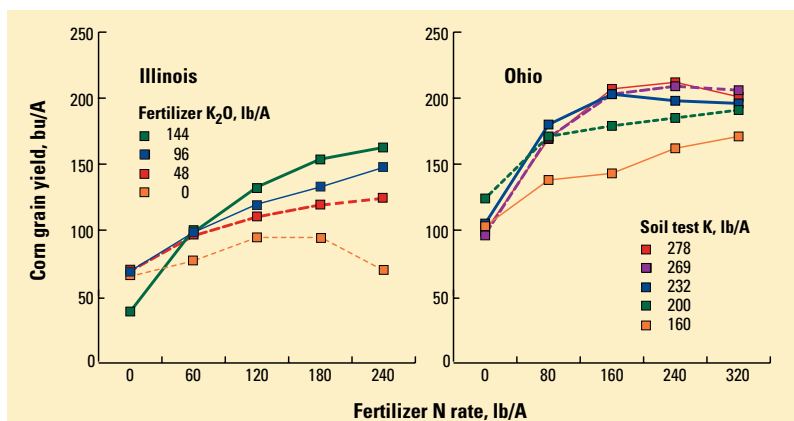 250
200
150
100
50
0
Corn grain yield, bu/A
Illinois
Fertilizer K2O, lb/A
144
96
48
0
0 60 120 180 240
250
200
150
100
50
0
Ohio
Soil test K, lb/A
278
269
232
200
160
0 80 160 240 320
Fertilizer N rate, lb/A